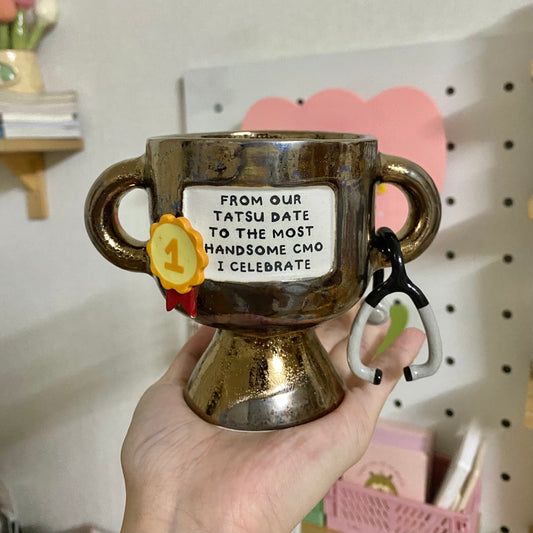 FROM OUR
TATSU DATE
TO THE MOST
HANDSOME CMO
I CELEBRATE
1